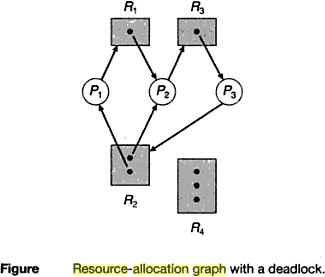 R1 R3
P1 P2 P3
R2
R4
Figure Resource-allocation graph with a deadlock.